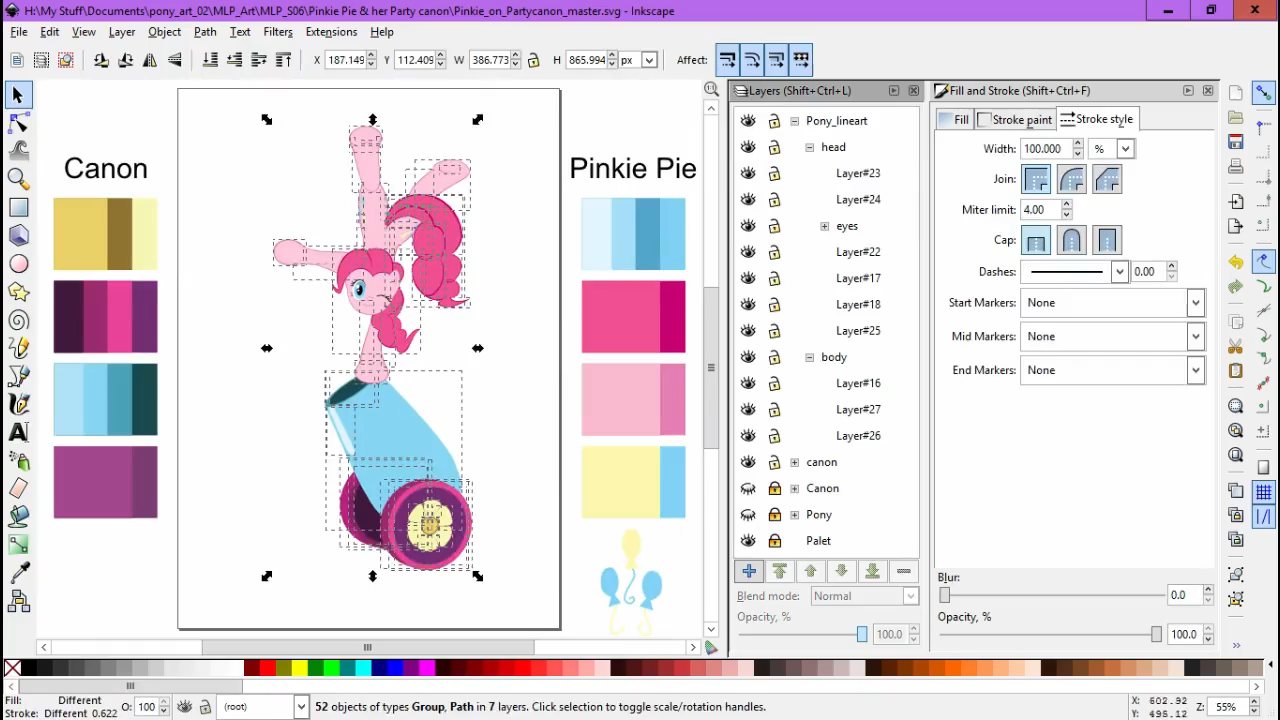 H:\My Stuff\Documents\pony_art_02\MLP_Art\MLP_S06\Pinkie Pie & her Party canon\Pinkie_on_Partycanon_master.svg - Inkscape
File Edit View Layer Object Path Text Filters Extensions Help
X 187.149 Y 112.409 W 386.773 H 865.994 px Affect:
Layers (Shift+Ctrl+L)
Fill and Stroke (Shift+Ctrl+F)
Pony_lineart
Fill Stroke paint Stroke style
head
Width: 100.000 %
Canon
Pinkie Pie
Layer#23
Join:
Layer#24
Miter limit: 4.00
eyes
Cap:
Layer#22
Layer#17
Dashes: 0.00
Layer#18
Start Markers: None
Layer#25
Mid Markers: None
body
End Markers: None
Layer#16
Layer#27
Layer#26
canon
Canon
Pony
Palet
Blur:
0.0
Blend mode: Normal
Opacity, %
Opacity, % 100.0
100.0
Fill: Different
Stroke: Different 0.622
O: 100
(root)
52 objects of types Group, Path in 7 layers. Click selection to toggle scale/rotation handles.
X: 602.92
Y: 495.12
Z: 55%